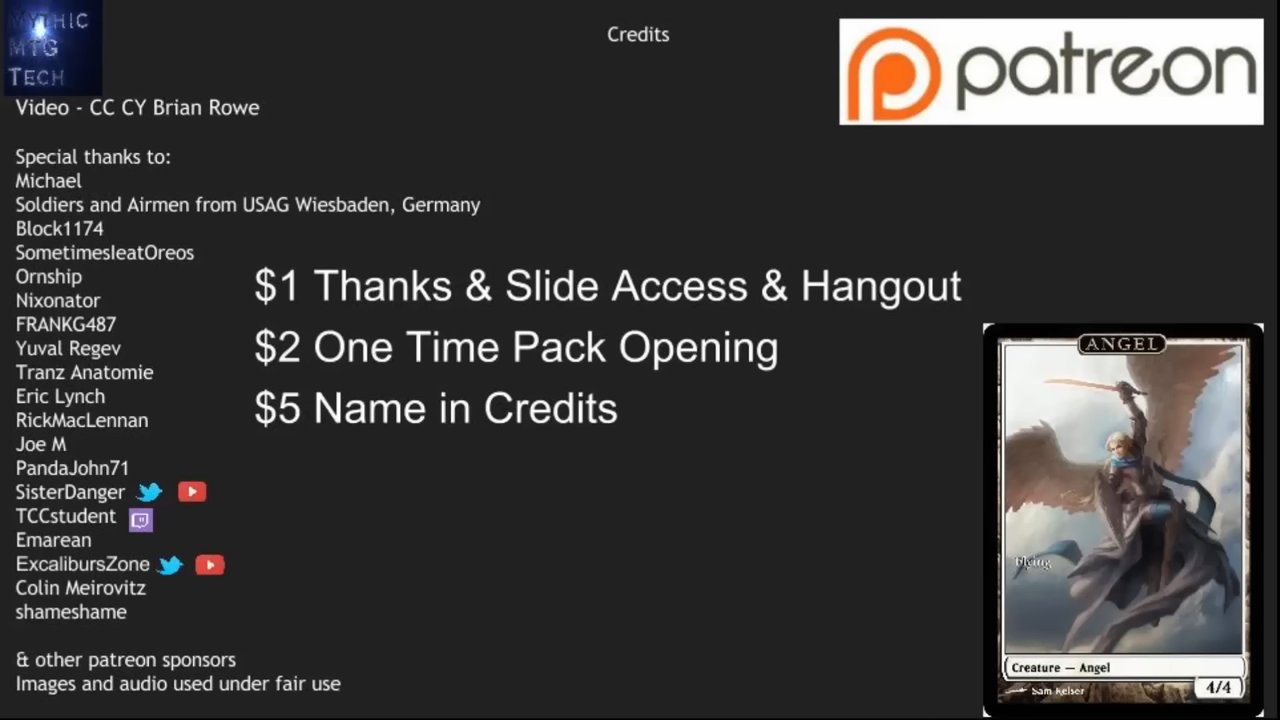 MYTHIC
MTG
TECH
Credits
patreon
Video - CC CY Brian Rowe
Special thanks to:
Michael
Soldiers and Airmen from USAG Wiesbaden, Germany
Block1174
SometimesIeatOreos
Ornship
Nixonator
FRANKG487
Yuval Regev
Tranz Anatomie
Eric Lynch
RickMacLennan
Joe M
PandaJohn71
SisterDanger
TCCstudent
Emarean
ExcalibursZone
Colin Meirovitz
shameshame
& other patreon sponsors
Images and audio used under fair use
$1 Thanks & Slide Access & Hangout
$2 One Time Pack Opening
$5 Name in Credits
ANGEL
Flying
Creature — Angel
4/4
Sam Keiser